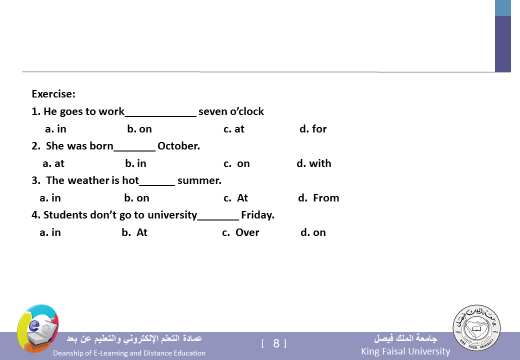 Exercise:
1. He goes to work____________ seven o'clock
a. in b. on c. at d. for
2. She was born_______ October.
a. at b. in c. on d. with
3. The weather is hot______ summer.
a. in b. on c. At d. From
4. Students don't go to university_______ Friday.
a. in b. At c. Over d. on
عمادة التعلم الإلكتروني والتعليم عن بعد
Deanship of E-Learning and Distance Education
[ 8 ]
جامعة الملك فيصل
King Faisal University